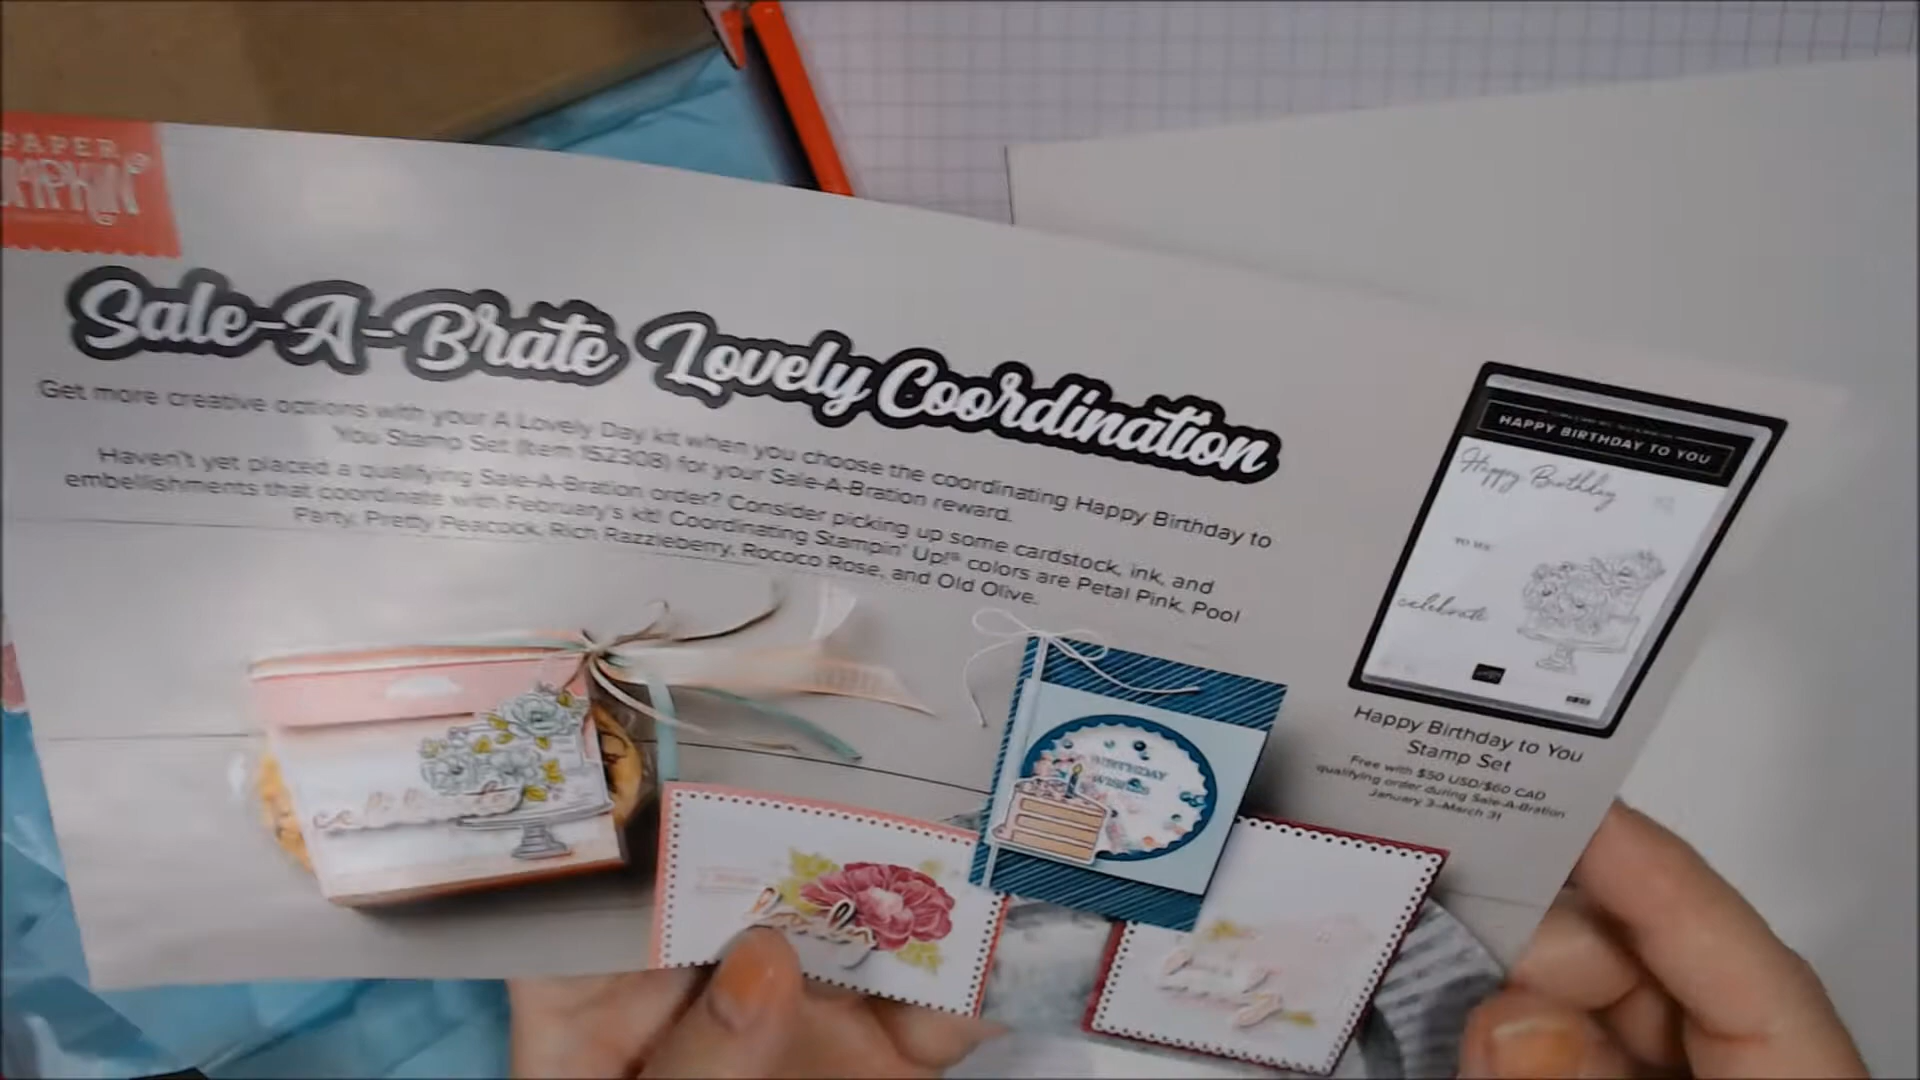 PAPER
Sale-A-Brate Lovely Coordination
Get more creative options with your A Lovely Day kit when you choose the coordinating Happy Birthday to
You Stamp Set (Item 152308) for your Sale-A-Bration reward.
Haven't yet placed a qualifying Sale-A-Bration order? Consider picking up some cardstock, ink, and
embellishments that coordinate with February's kit! Coordinating Stampin' Up!® colors are Petal Pink, Pool
Party, Pretty Peacock, Rich Razzleberry, Rococo Rose, and Old Olive.
HAPPY BIRTHDAY TO YOU
Happy Birthday
celebrate
Happy Birthday to You
Stamp Set
Free with $50 USD/$60 CAD
qualifying order during Sale-A-Bration
January 3–March 31
celebrate
BIRTHDAY
WISHES